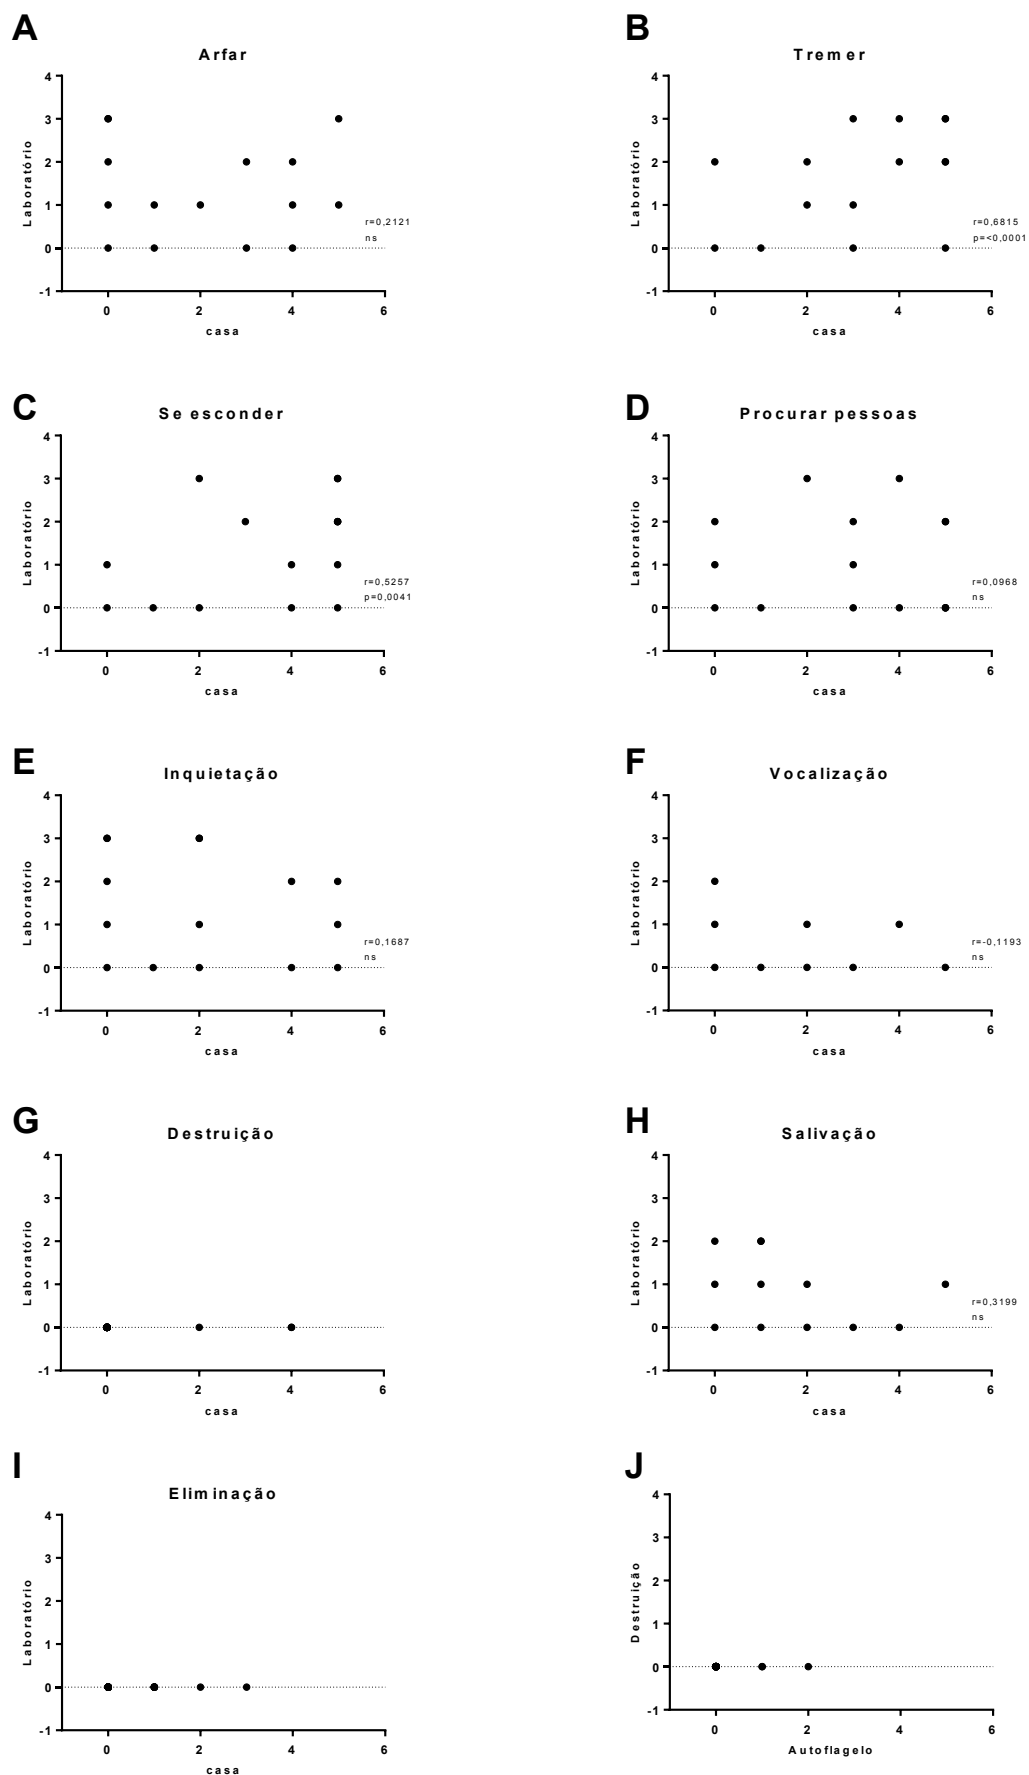 A
Arfar
4
3
2
1
0
-1
Laboratório
0 2 4 6
casa
r=0,2121
ns
B
Tremer
4
3
2
1
0
-1
Laboratório
0 2 4 6
casa
r=0,6815
p=<0,0001
C
Se esconder
4
3
2
1
0
-1
Laboratório
0 2 4 6
casa
r=0,5257
p=0,0041
D
Procurar pessoas
4
3
2
1
0
-1
Laboratório
0 2 4 6
casa
r=0,0968
ns
E
Inquietação
4
3
2
1
0
-1
Laboratório
0 2 4 6
casa
r=0,1687
ns
F
Vocalização
4
3
2
1
0
-1
Laboratório
0 2 4 6
casa
r=-0,1193
ns
G
Destruição
4
3
2
1
0
-1
Laboratório
0 2 4 6
casa
H
Salivação
4
3
2
1
0
-1
Laboratório
0 2 4 6
casa
r=0,3199
ns
I
Eliminação
4
3
2
1
0
-1
Laboratório
0 2 4 6
casa
J
4
3
2
1
0
-1
Destruição
0 2 4 6
Autoflagelo